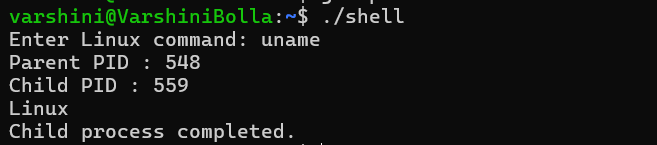 varshini@VarshiniBolla:~$ ./shell
Enter Linux command: uname
Parent PID : 548
Child PID : 559
Linux
Child process completed.